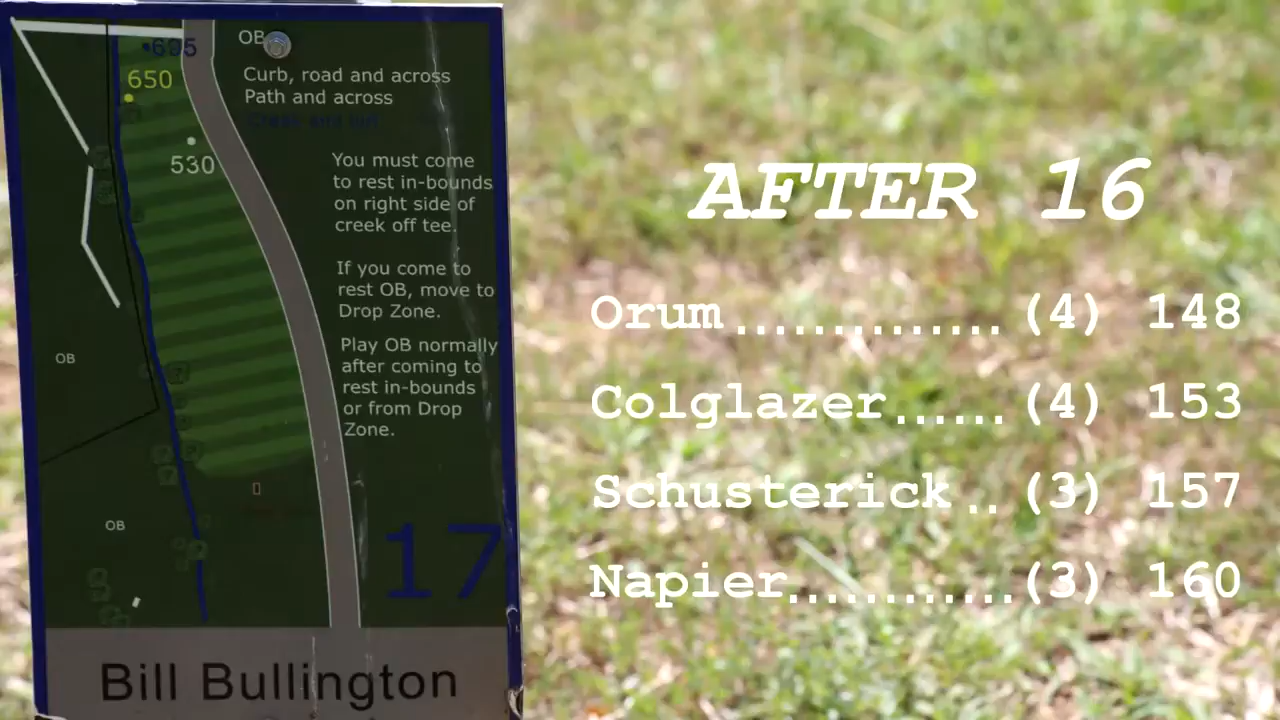 695
650
530
OB
Curb, road and across
Path and across
Creek and left
You must come
to rest in-bounds
on right side of
creek off tee.
If you come to
rest OB, move to
Drop Zone.
Play OB normally
after coming to
rest in-bounds
or from Drop
Zone.
OB
OB
17
Bill Bullington
AFTER 16
Orum..............(4) 148
Colglazer......(4) 153
Schusterick..(3) 157
Napier............(3) 160